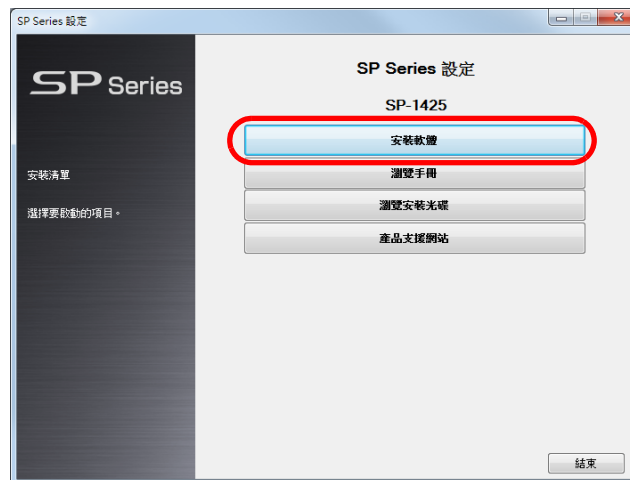 SP Series 設定
SP Series
安裝清單
選擇要啟動的項目。
SP Series 設定
SP-1425
安裝軟體
瀏覽手冊
瀏覽安裝光碟
產品支援網站
結束